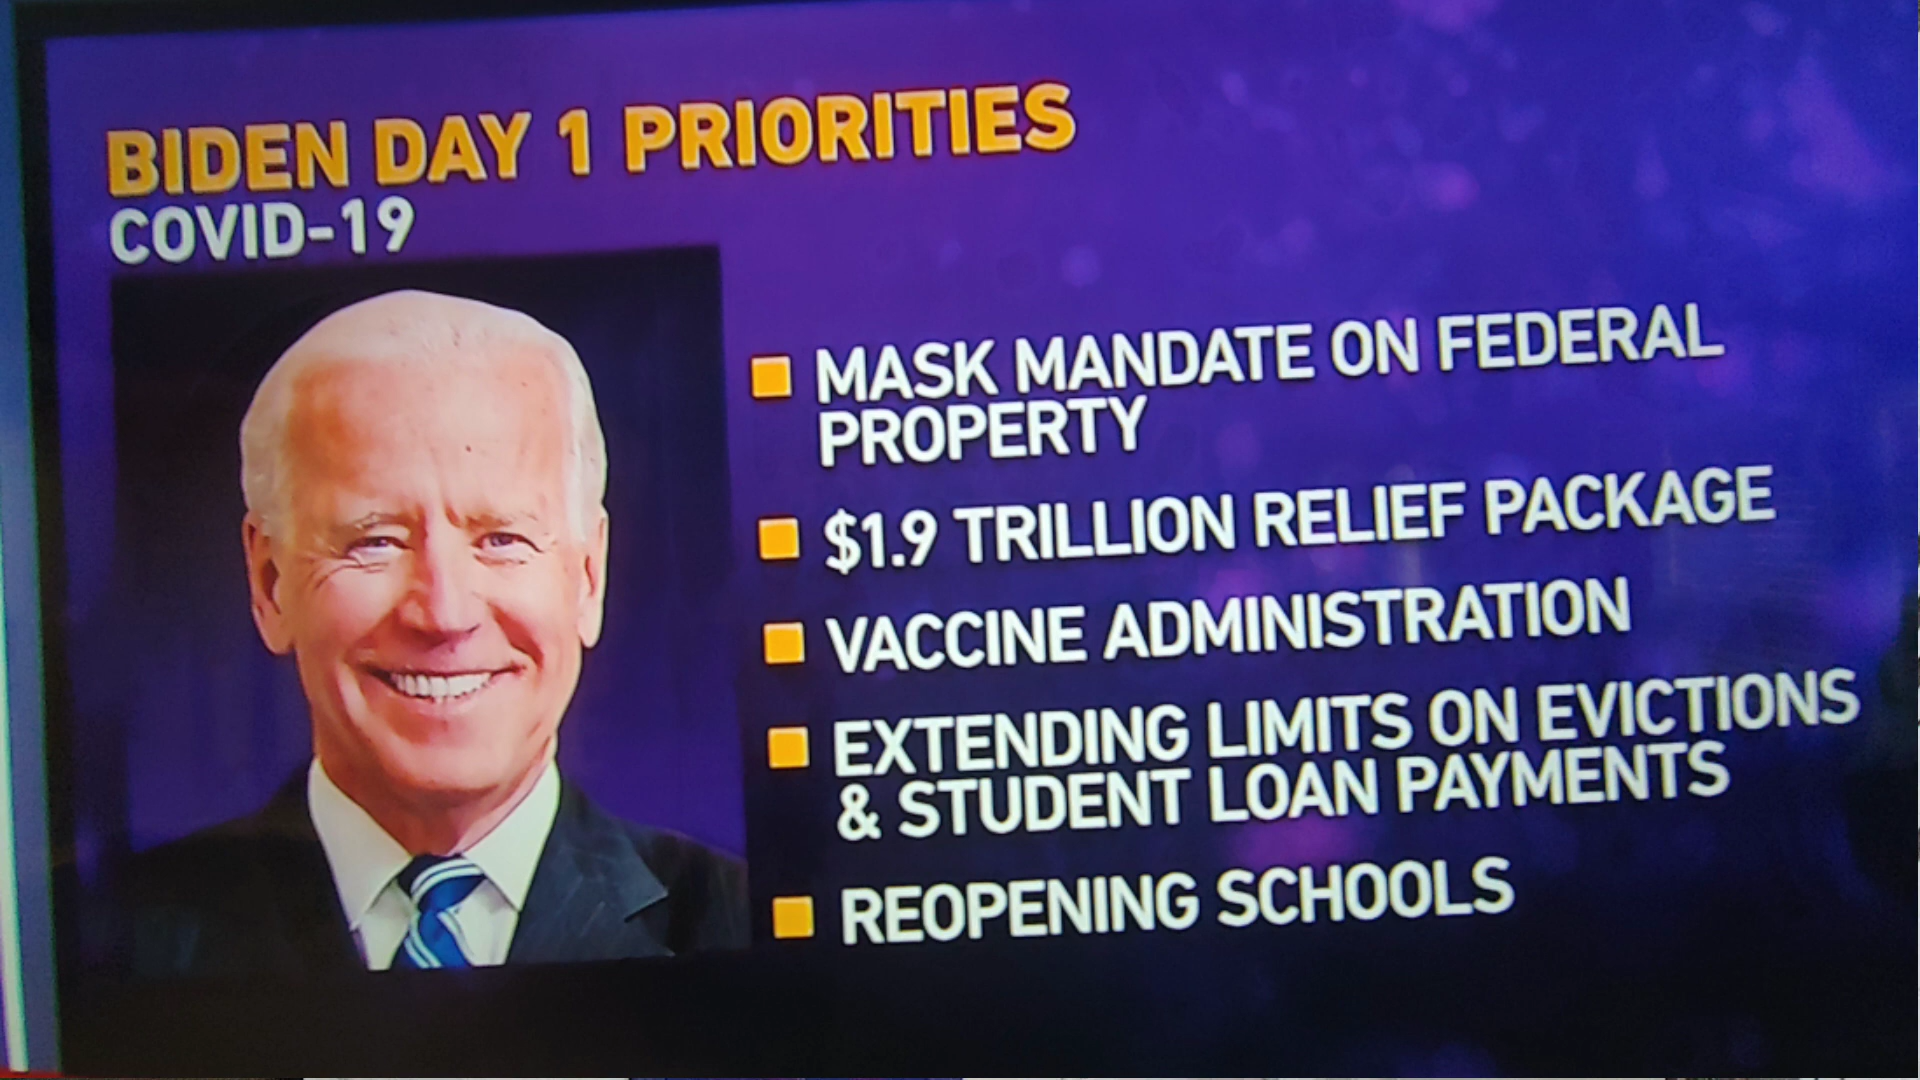 BIDEN DAY 1 PRIORITIES
COVID-19
MASK MANDATE ON FEDERAL
PROPERTY
$1.9 TRILLION RELIEF PACKAGE
VACCINE ADMINISTRATION
EXTENDING LIMITS ON EVICTIONS
& STUDENT LOAN PAYMENTS
REOPENING SCHOOLS